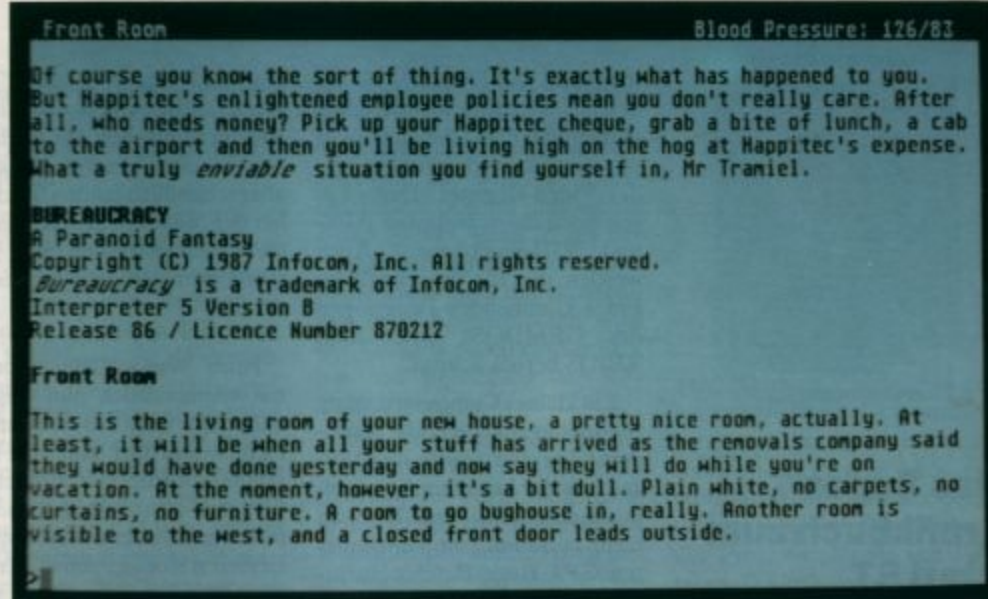 Front Room Blood Pressure: 126/83
Of course you know the sort of thing. It's exactly what has happened to you.
But Happitec's enlightened employee policies mean you don't really care. After
all, who needs money? Pick up your Happitec cheque, grab a bite of lunch, a cab
to the airport and then you'll be living high on the hog at Happitec's expense.
What a truly enviable situation you find yourself in, Mr Tramiel.
BUREAUCRACY
A Paranoid Fantasy
Copyright (C) 1987 Infocom, Inc. All rights reserved.
Bureaucracy is a trademark of Infocom, Inc.
Interpreter 5 Version B
Release 86 / Licence Number 870212
Front Room
This is the living room of your new house, a pretty nice room, actually. At
least, it will be when all your stuff has arrived as the removals company said
they would have done yesterday and now say they will do while you're on
vacation. At the moment, however, it's a bit dull. Plain white, no carpets, no
curtains, no furniture. A room to go bughouse in, really. Another room is
visible to the west, and a closed front door leads outside.
>